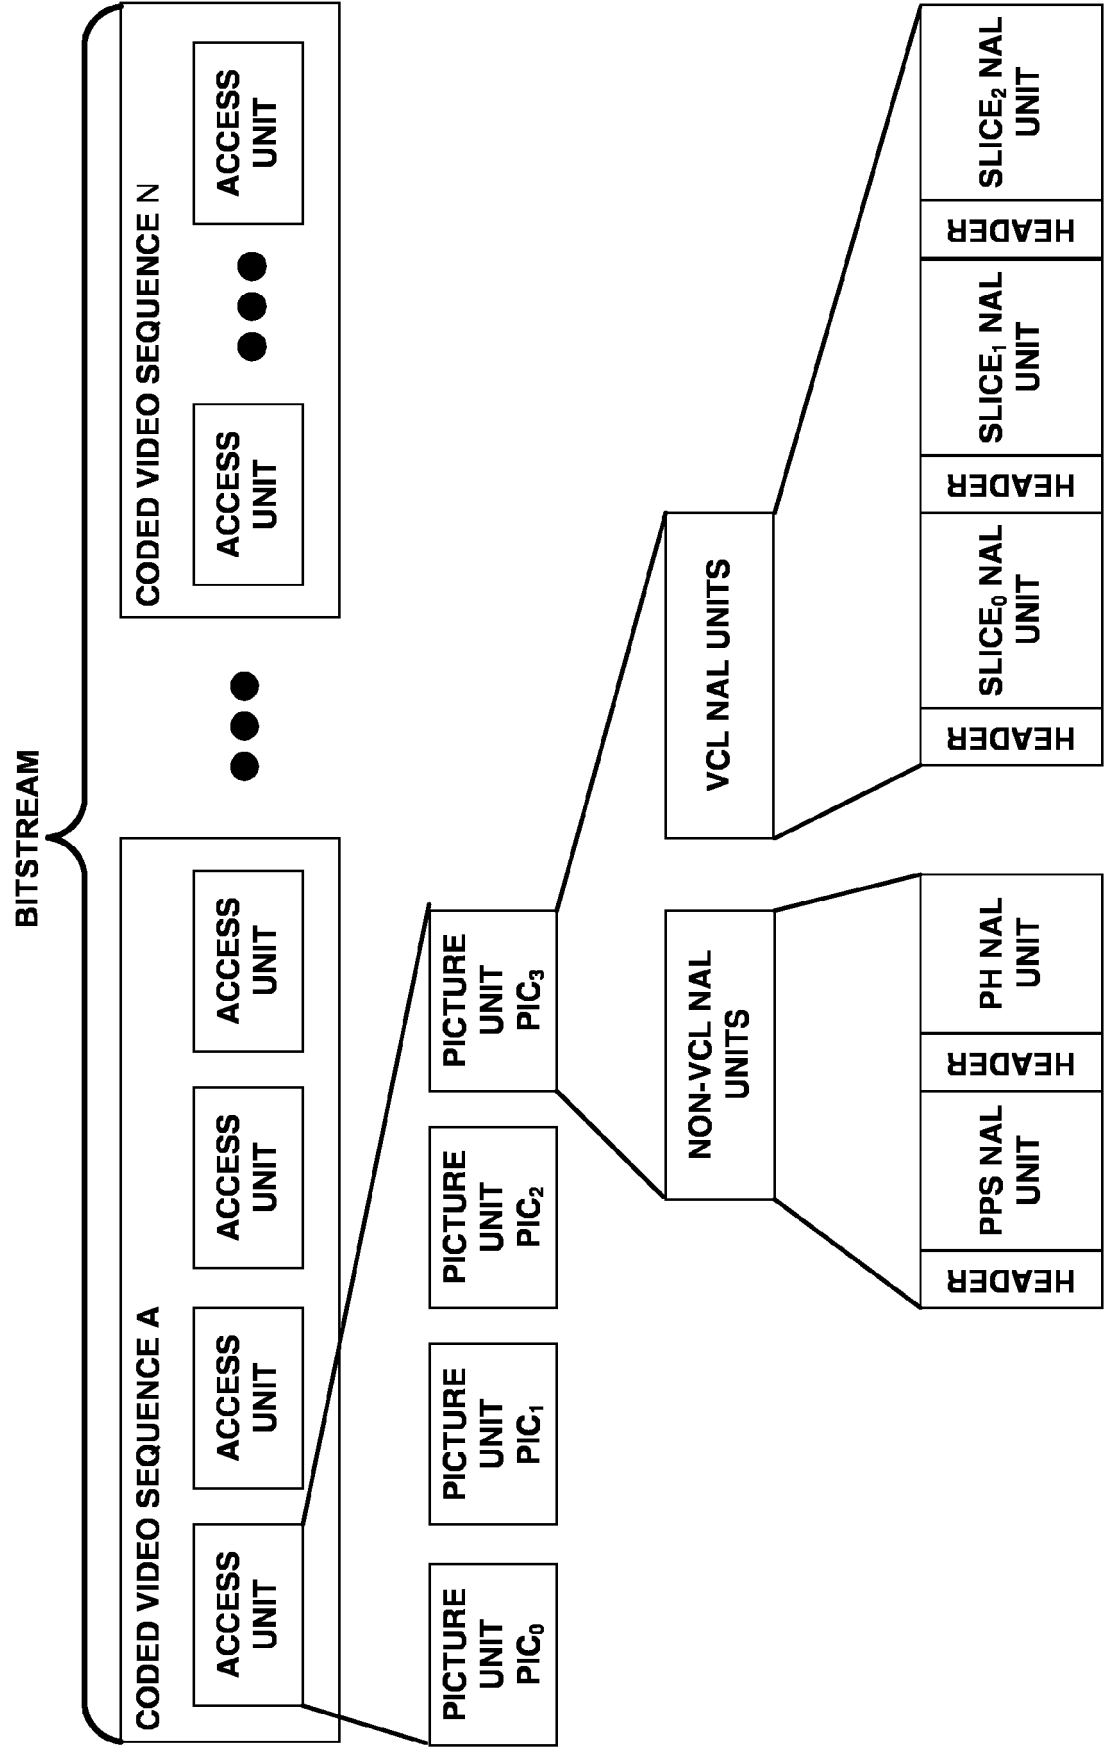 BITSTREAM
CODED VIDEO SEQUENCE A
ACCESS
UNIT
ACCESS
UNIT
ACCESS
UNIT
ACCESS
UNIT
CODED VIDEO SEQUENCE N
ACCESS
UNIT
ACCESS
UNIT
PICTURE
UNIT
PIC₀
PICTURE
UNIT
PIC₁
PICTURE
UNIT
PIC₂
PICTURE
UNIT
PIC₃
NON-VCL NAL
UNITS
VCL NAL UNITS
HEADER
PPS NAL
UNIT
HEADER
PH NAL
UNIT
HEADER
SLICE₀ NAL
UNIT
HEADER
SLICE₁ NAL
UNIT
HEADER
SLICE₂ NAL
UNIT